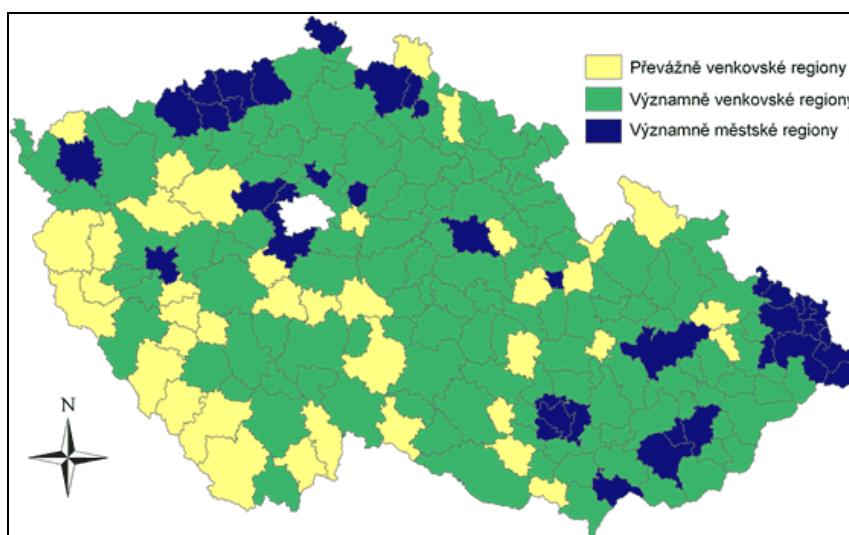 Převážně venkovské regiony
Významně venkovské regiony
Významně městské regiony
N